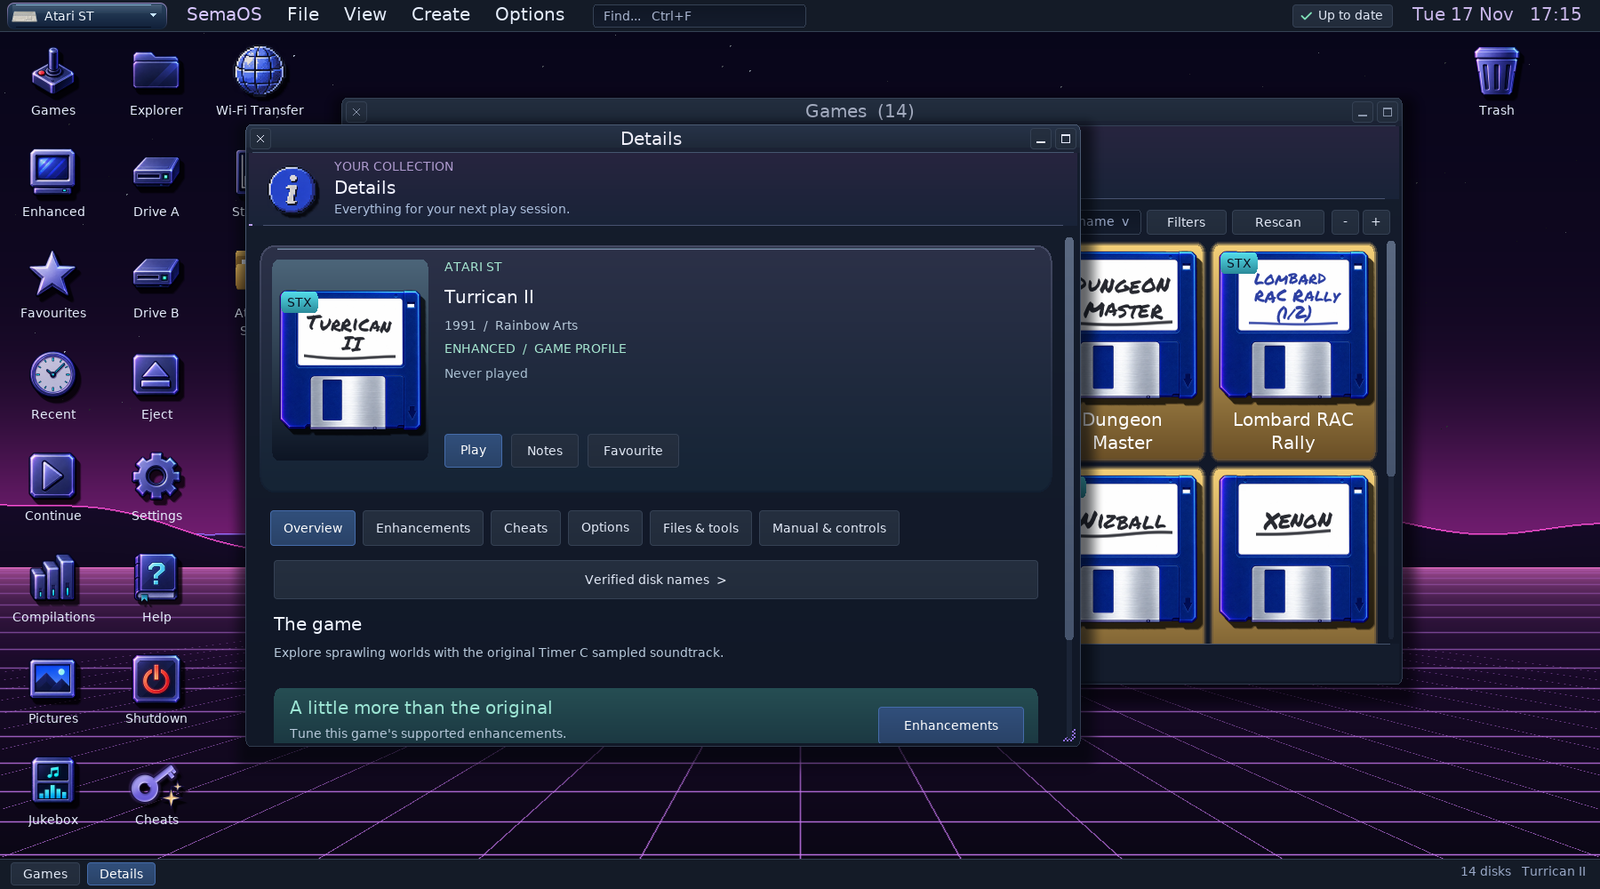 Atari ST
SemaOS File View Create Options
Find... Ctrl+F
Up to date
Tue 17 Nov 17:15
Games
Explorer
Wi-Fi Transfer
Trash
Enhanced
Drive A
Favourites
Drive B
Recent
Eject
Continue
Settings
Compilations
Help
Pictures
Shutdown
Jukebox
Cheats
Games (14)
name v
Filters
Rescan
-
+
DUNGEON
MASTER
Dungeon
Master
STX
LOMBARD
RAC RALLY
(1/2)
Lombard RAC
Rally
WIZBALL
XENON
Details
YOUR COLLECTION
Details
Everything for your next play session.
STX
TURRICAN
II
ATARI ST
Turrican II
1991 / Rainbow Arts
ENHANCED / GAME PROFILE
Never played
Play
Notes
Favourite
Overview
Enhancements
Cheats
Options
Files & tools
Manual & controls
Verified disk names >
The game
Explore sprawling worlds with the original Timer C sampled soundtrack.
A little more than the original
Tune this game's supported enhancements.
Enhancements
Games
Details
14 disks Turrican II